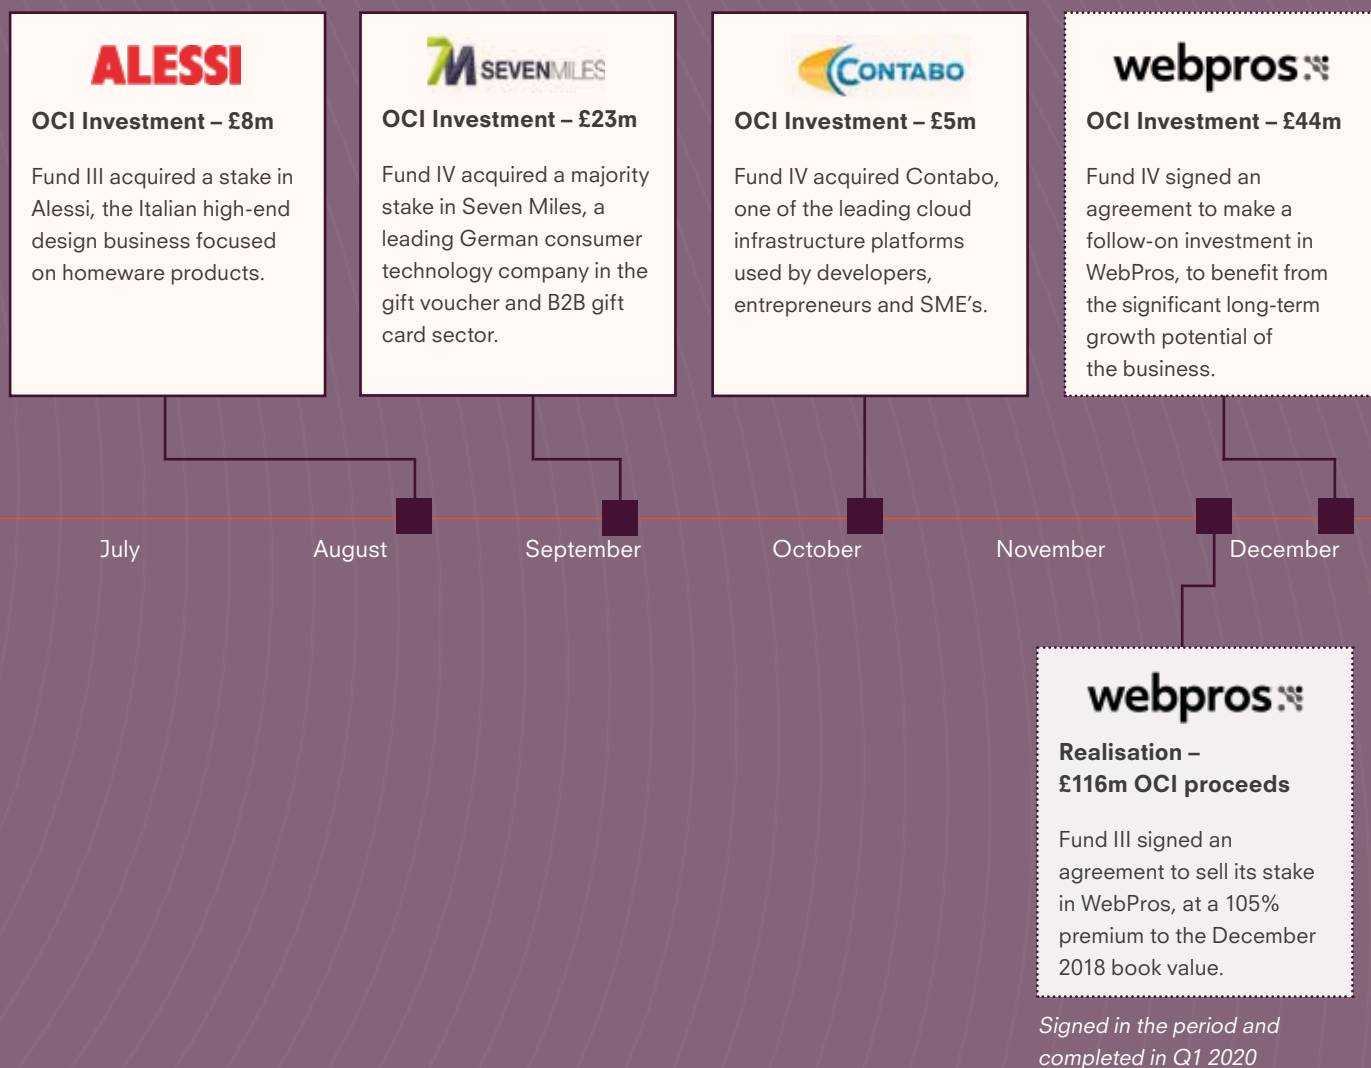 ALESSI
OCI Investment – £8m
Fund III acquired a stake in
Alessi, the Italian high-end
design business focused
on homeware products.
7M SEVENMILES
OCI Investment – £23m
Fund IV acquired a majority
stake in Seven Miles, a
leading German consumer
technology company in the
gift voucher and B2B gift
card sector.
CONTABO
OCI Investment – £5m
Fund IV acquired Contabo,
one of the leading cloud
infrastructure platforms
used by developers,
entrepreneurs and SME’s.
webpros
OCI Investment – £44m
Fund IV signed an
agreement to make a
follow-on investment in
WebPros, to benefit from
the significant long-term
growth potential of
the business.
July
August
September
October
November
December
webpros
Realisation –
£116m OCI proceeds
Fund III signed an
agreement to sell its stake
in WebPros, at a 105%
premium to the December
2018 book value.
Signed in the period and
completed in Q1 2020